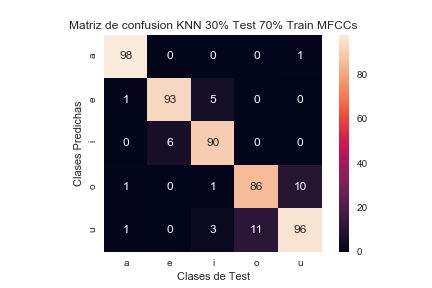 Matriz de confusion KNN 30% Test 70% Train MFCCs
a 98 0 0 0 1
e 1 93 5 0 0
i 0 6 90 0 0
o 1 0 1 86 10
u 1 0 3 11 96
a e i o u
Clases de Test
Clases Predichas
80
60
40
20
0